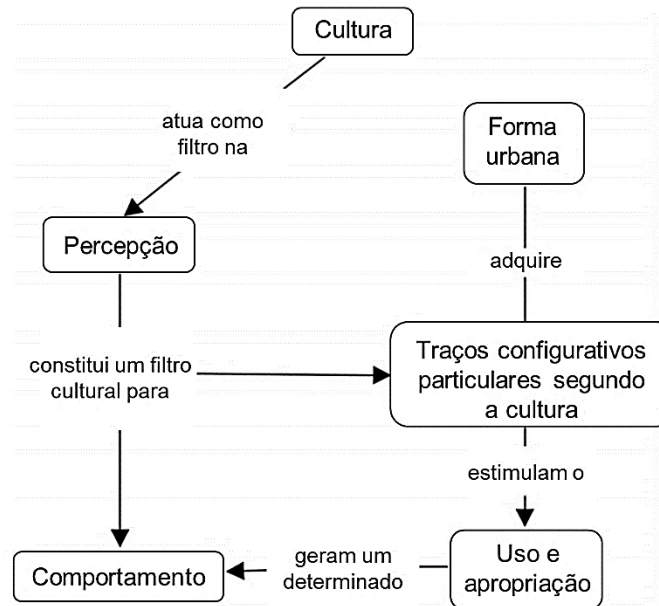 Cultura
atua como
filtro na
Forma
urbana
Percepção
adquire
constitui um filtro
cultural para
Traços configurativos
particulares segundo
a cultura
estimulam o
Comportamento
geram um
determinado
Uso e
apropriação